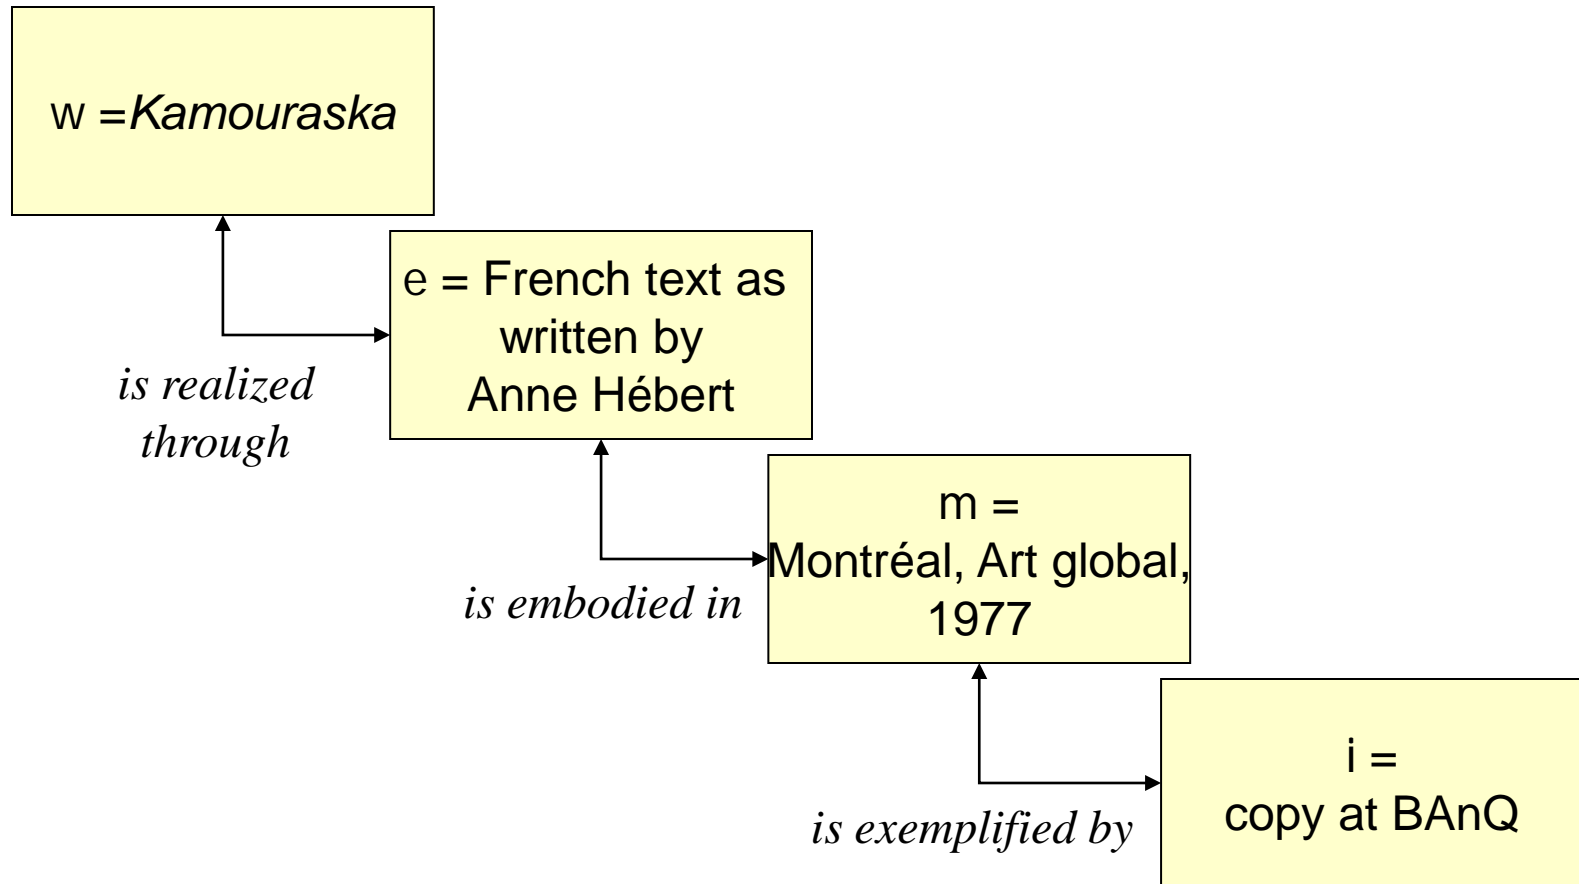 w =Kamouraska
e = French text as
written by
Anne Hébert
is realized
through
m =
Montréal, Art global,
1977
is embodied in
i =
copy at BAnQ
is exemplified by